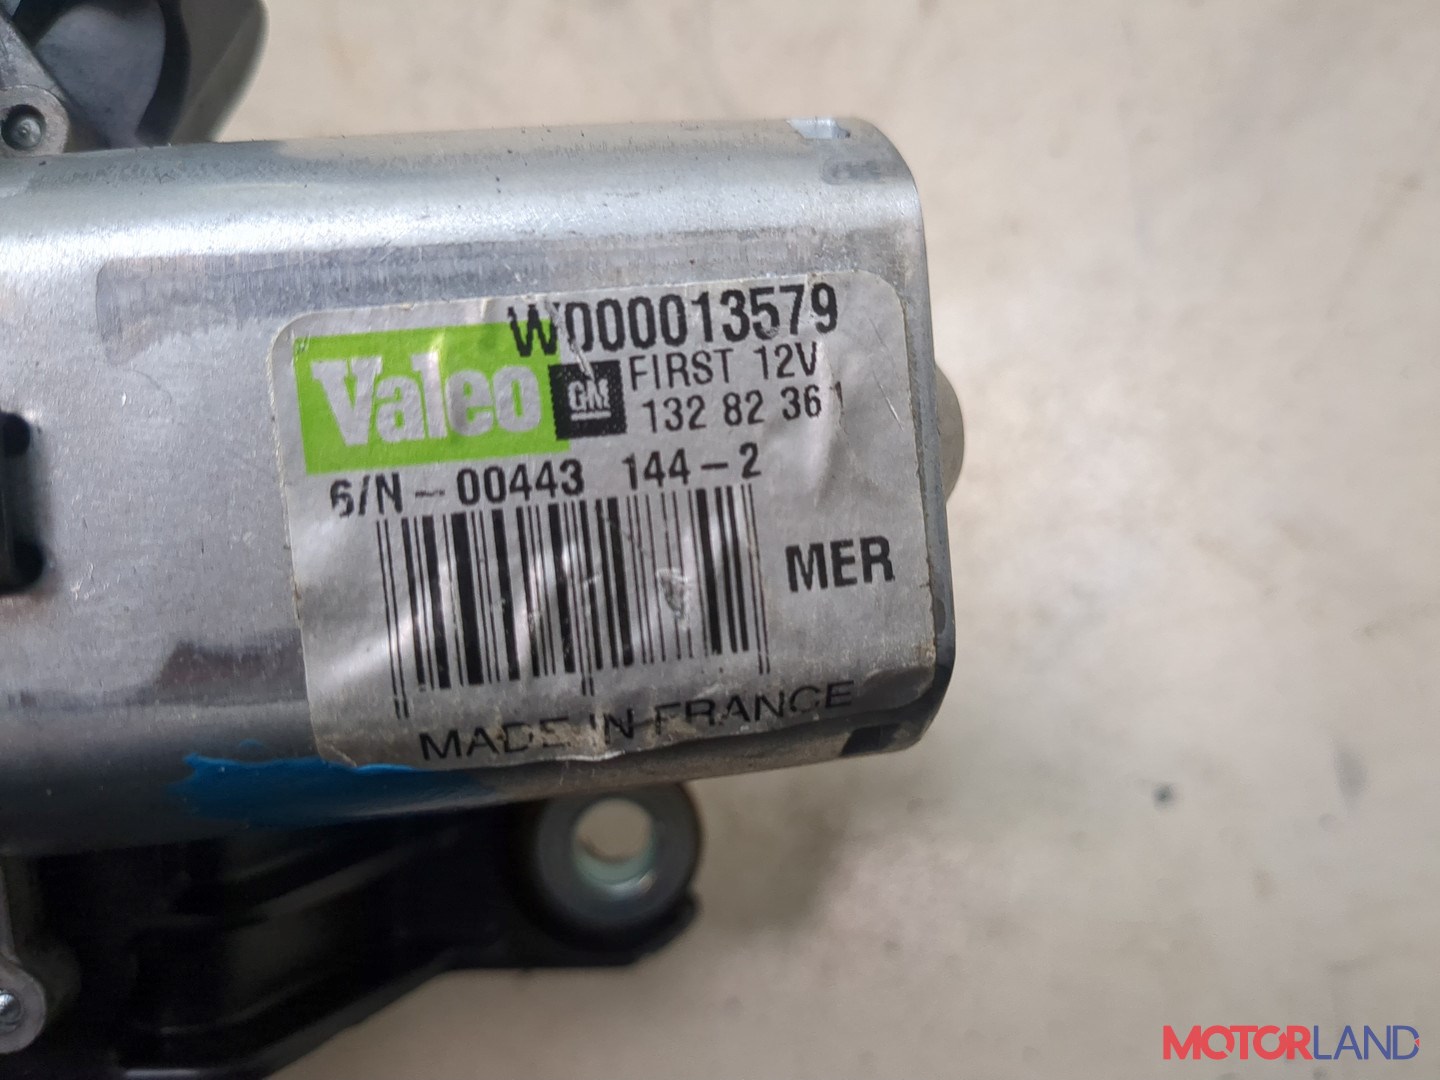 W000013579
Valeo
GM
FIRST 12V
132 82 361
6/N-00443 144-2
MER
MADE IN FRANCE
MOTORLAND